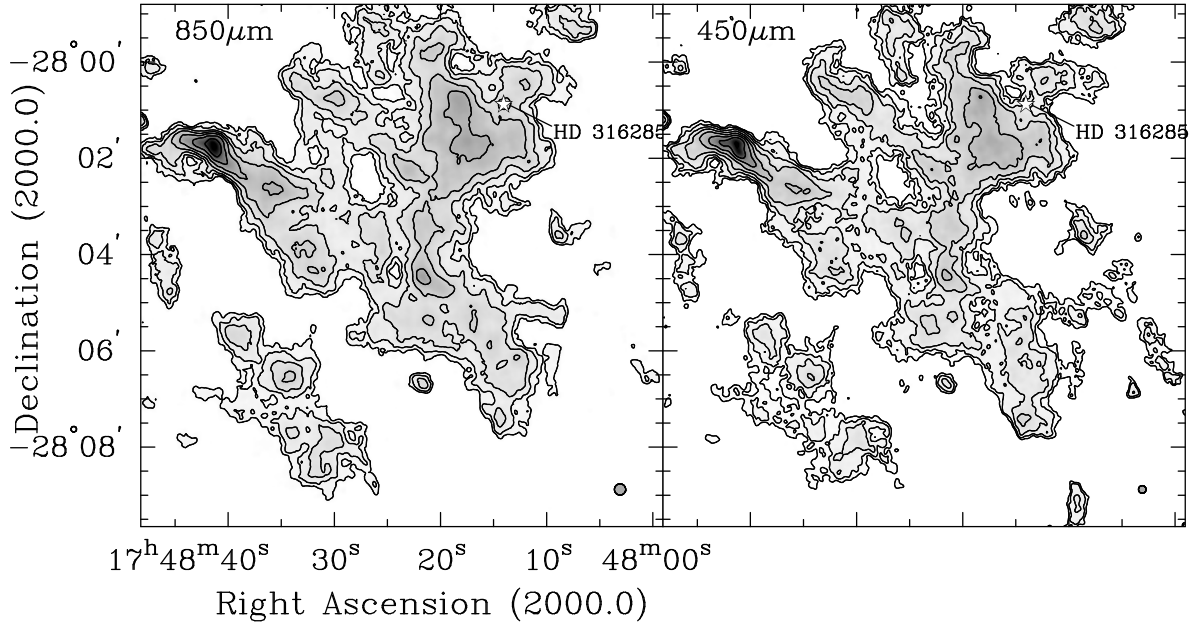 850μm
450μm
−28° 00′
HD 316285
HD 316285
02′
04′
06′
−28° 08′
Declination (2000.0)
17ʰ48ᵐ40ˢ 30ˢ 20ˢ 10ˢ 48ᵐ00ˢ
Right Ascension (2000.0)